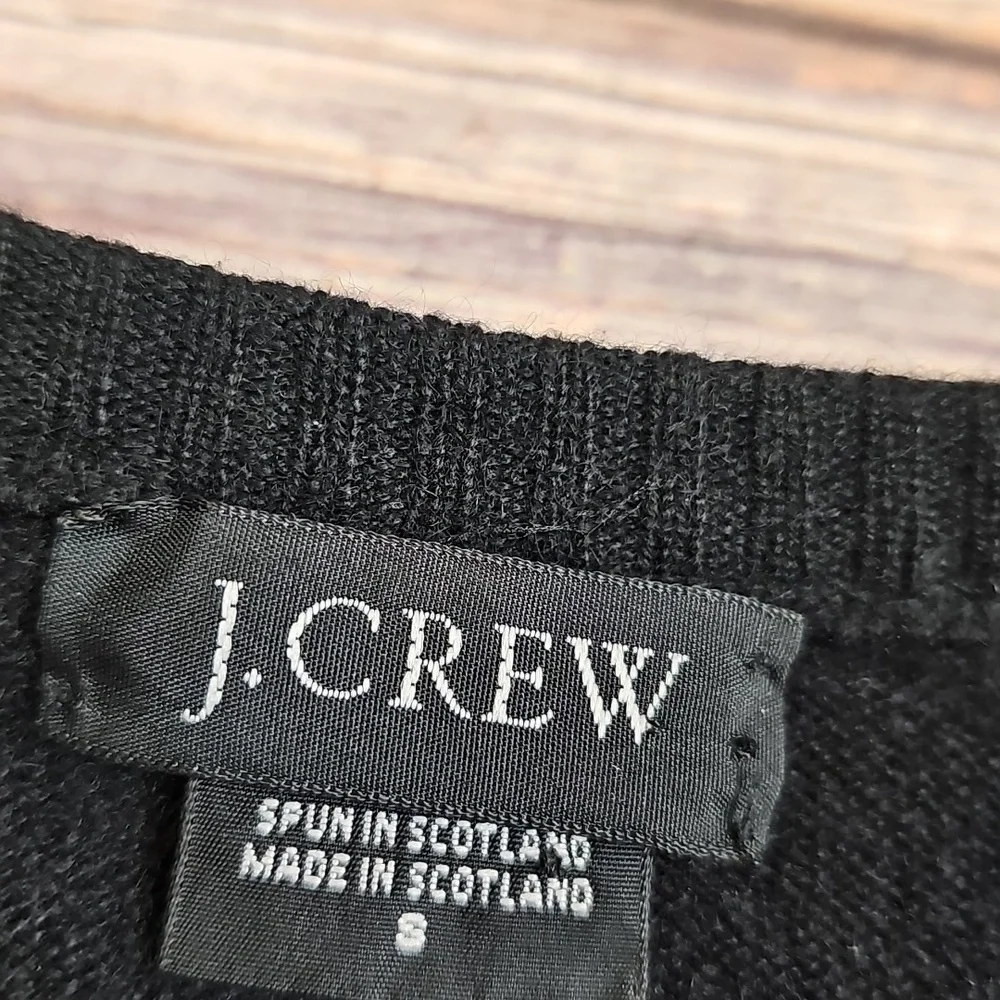 J.CREW
SPUN IN SCOTLAND
MADE IN SCOTLAND
S